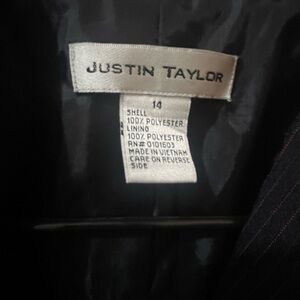 JUSTIN TAYLOR
14
SHELL
100% POLYESTER
LINING
100% POLYESTER
RN# 0101603
MADE IN VIETNAM
CARE ON REVERSE
SIDE